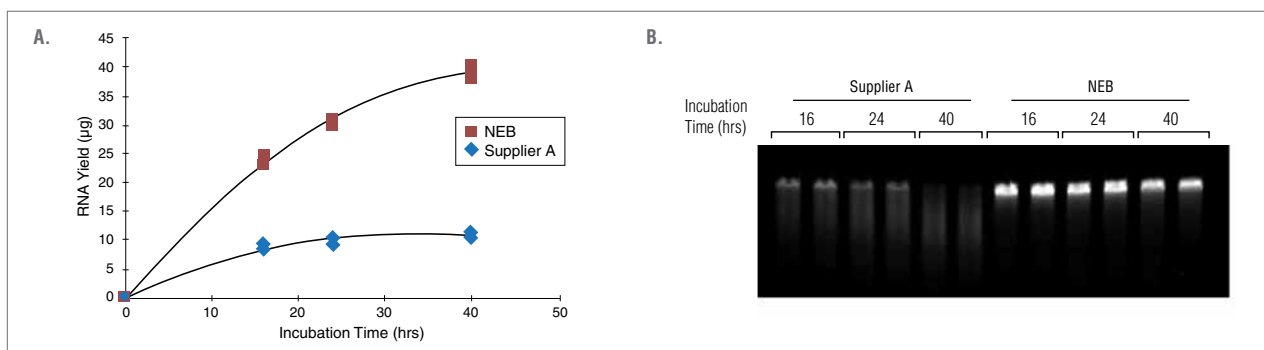 A.
45
40
35
30
25
20
15
10
5
0
RNA Yield (µg)
0 10 20 30 40 50
Incubation Time (hrs)
NEB
Supplier A
B.
Supplier A NEB
Incubation
Time (hrs)
16 24 40 16 24 40